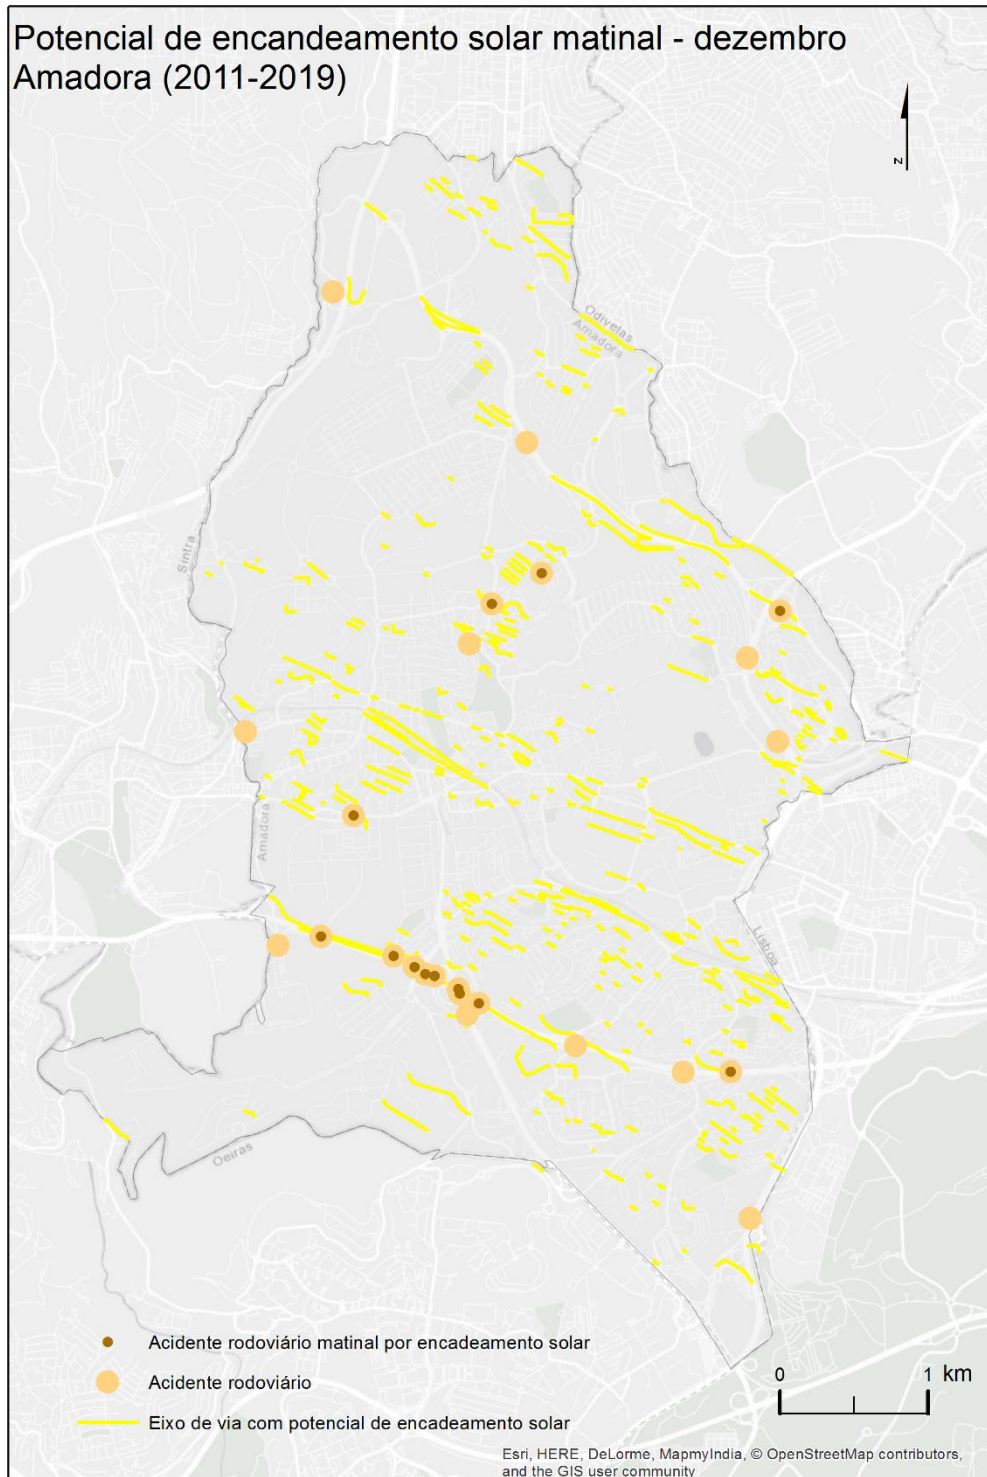 Potencial de encandeamento solar matinal - dezembro
Amadora (2011-2019)
z
Odivelas
Amadora
Sintra
Amadora
Lisboa
Oeiras
Acidente rodoviário matinal por encadeamento solar
Acidente rodoviário
Eixo de via com potencial de encadeamento solar
0 1 km
Esri, HERE, DeLorme, MapmyIndia, © OpenStreetMap contributors,
and the GIS user community